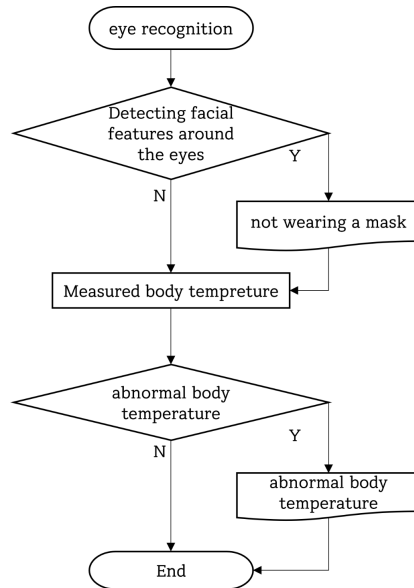 eye recognition
Detecting facial
features around
the eyes
Y
N
not wearing a mask
Measured body tempreture
abnormal body
temperature
Y
N
abnormal body
temperature
End